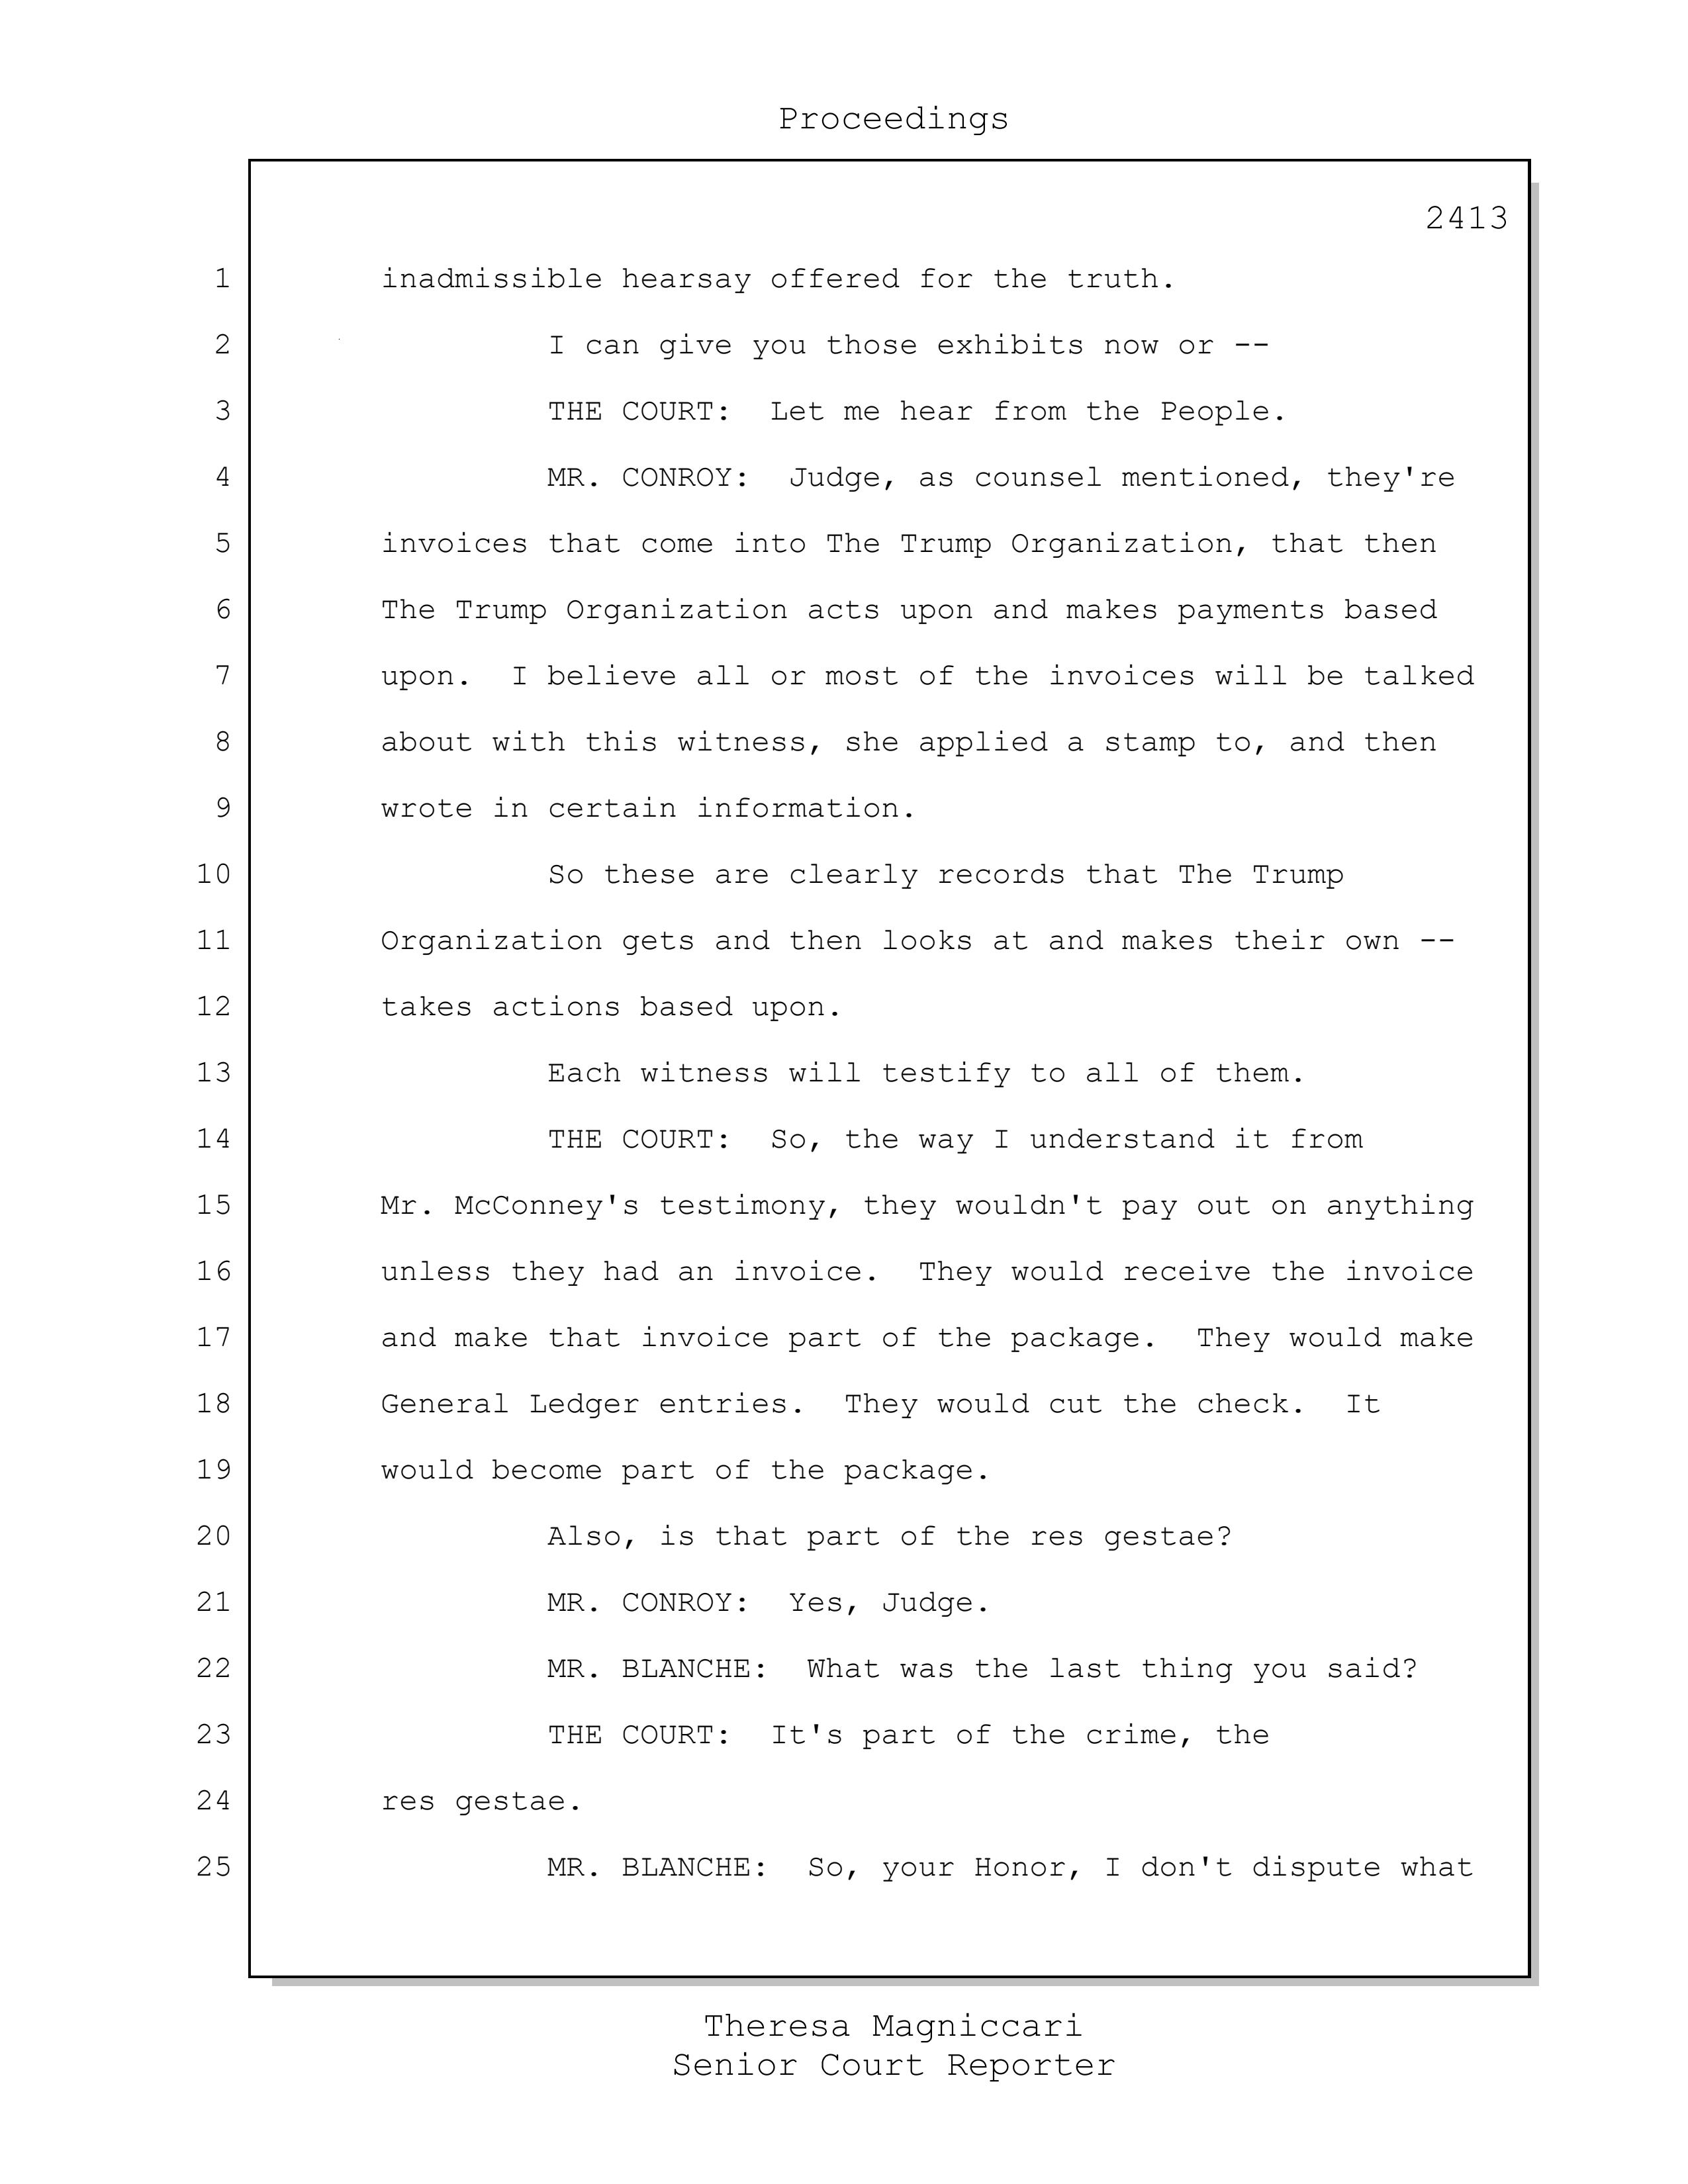 Proceedings
2413
1 inadmissible hearsay offered for the truth.
2 I can give you those exhibits now or --
3 THE COURT:  Let me hear from the People.
4 MR. CONROY:  Judge, as counsel mentioned, they're
5 invoices that come into The Trump Organization, that then
6 The Trump Organization acts upon and makes payments based
7 upon.  I believe all or most of the invoices will be talked
8 about with this witness, she applied a stamp to, and then
9 wrote in certain information.
10 So these are clearly records that The Trump
11 Organization gets and then looks at and makes their own --
12 takes actions based upon.
13 Each witness will testify to all of them.
14 THE COURT:  So, the way I understand it from
15 Mr. McConney's testimony, they wouldn't pay out on anything
16 unless they had an invoice.  They would receive the invoice
17 and make that invoice part of the package.  They would make
18 General Ledger entries.  They would cut the check.  It
19 would become part of the package.
20 Also, is that part of the res gestae?
21 MR. CONROY:  Yes, Judge.
22 MR. BLANCHE:  What was the last thing you said?
23 THE COURT:  It's part of the crime, the
24 res gestae.
25 MR. BLANCHE:  So, your Honor, I don't dispute what
Theresa Magniccari
Senior Court Reporter